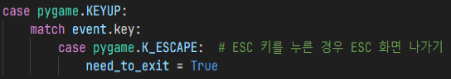 case pygame.KEYUP:
match event.key:
case pygame.K_ESCAPE:  # ESC 키를 누른 경우 ESC 화면 나가기
need_to_exit = True